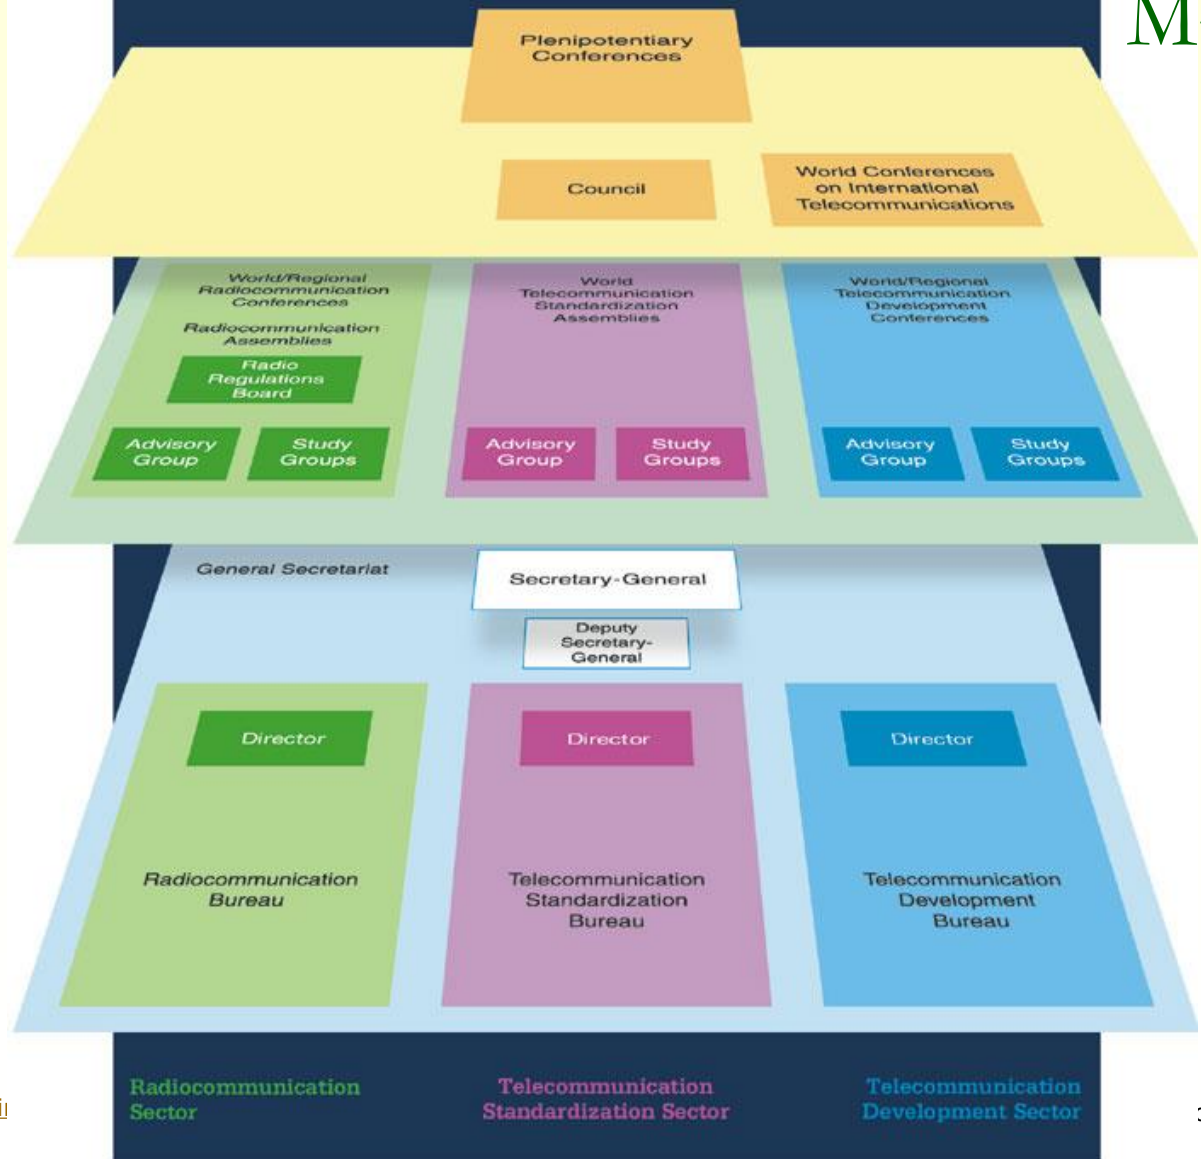 M
Plenipotentiary
Conferences
Council
World Conferences
on International
Telecommunications
World/Regional
Radiocommunication
Conferences
Radiocommunication
Assemblies
Radio
Regulations
Board
Advisory
Group
Study
Groups
World
Telecommunication
Standardization
Assemblies
Advisory
Group
Study
Groups
World/Regional
Telecommunication
Development
Conferences
Advisory
Group
Study
Groups
General Secretariat
Secretary-General
Deputy
Secretary-
General
Director
Director
Director
Radiocommunication
Bureau
Telecommunication
Standardization
Bureau
Telecommunication
Development
Bureau
Radiocommunication
Sector
Telecommunication
Standardization Sector
Telecommunication
Development Sector